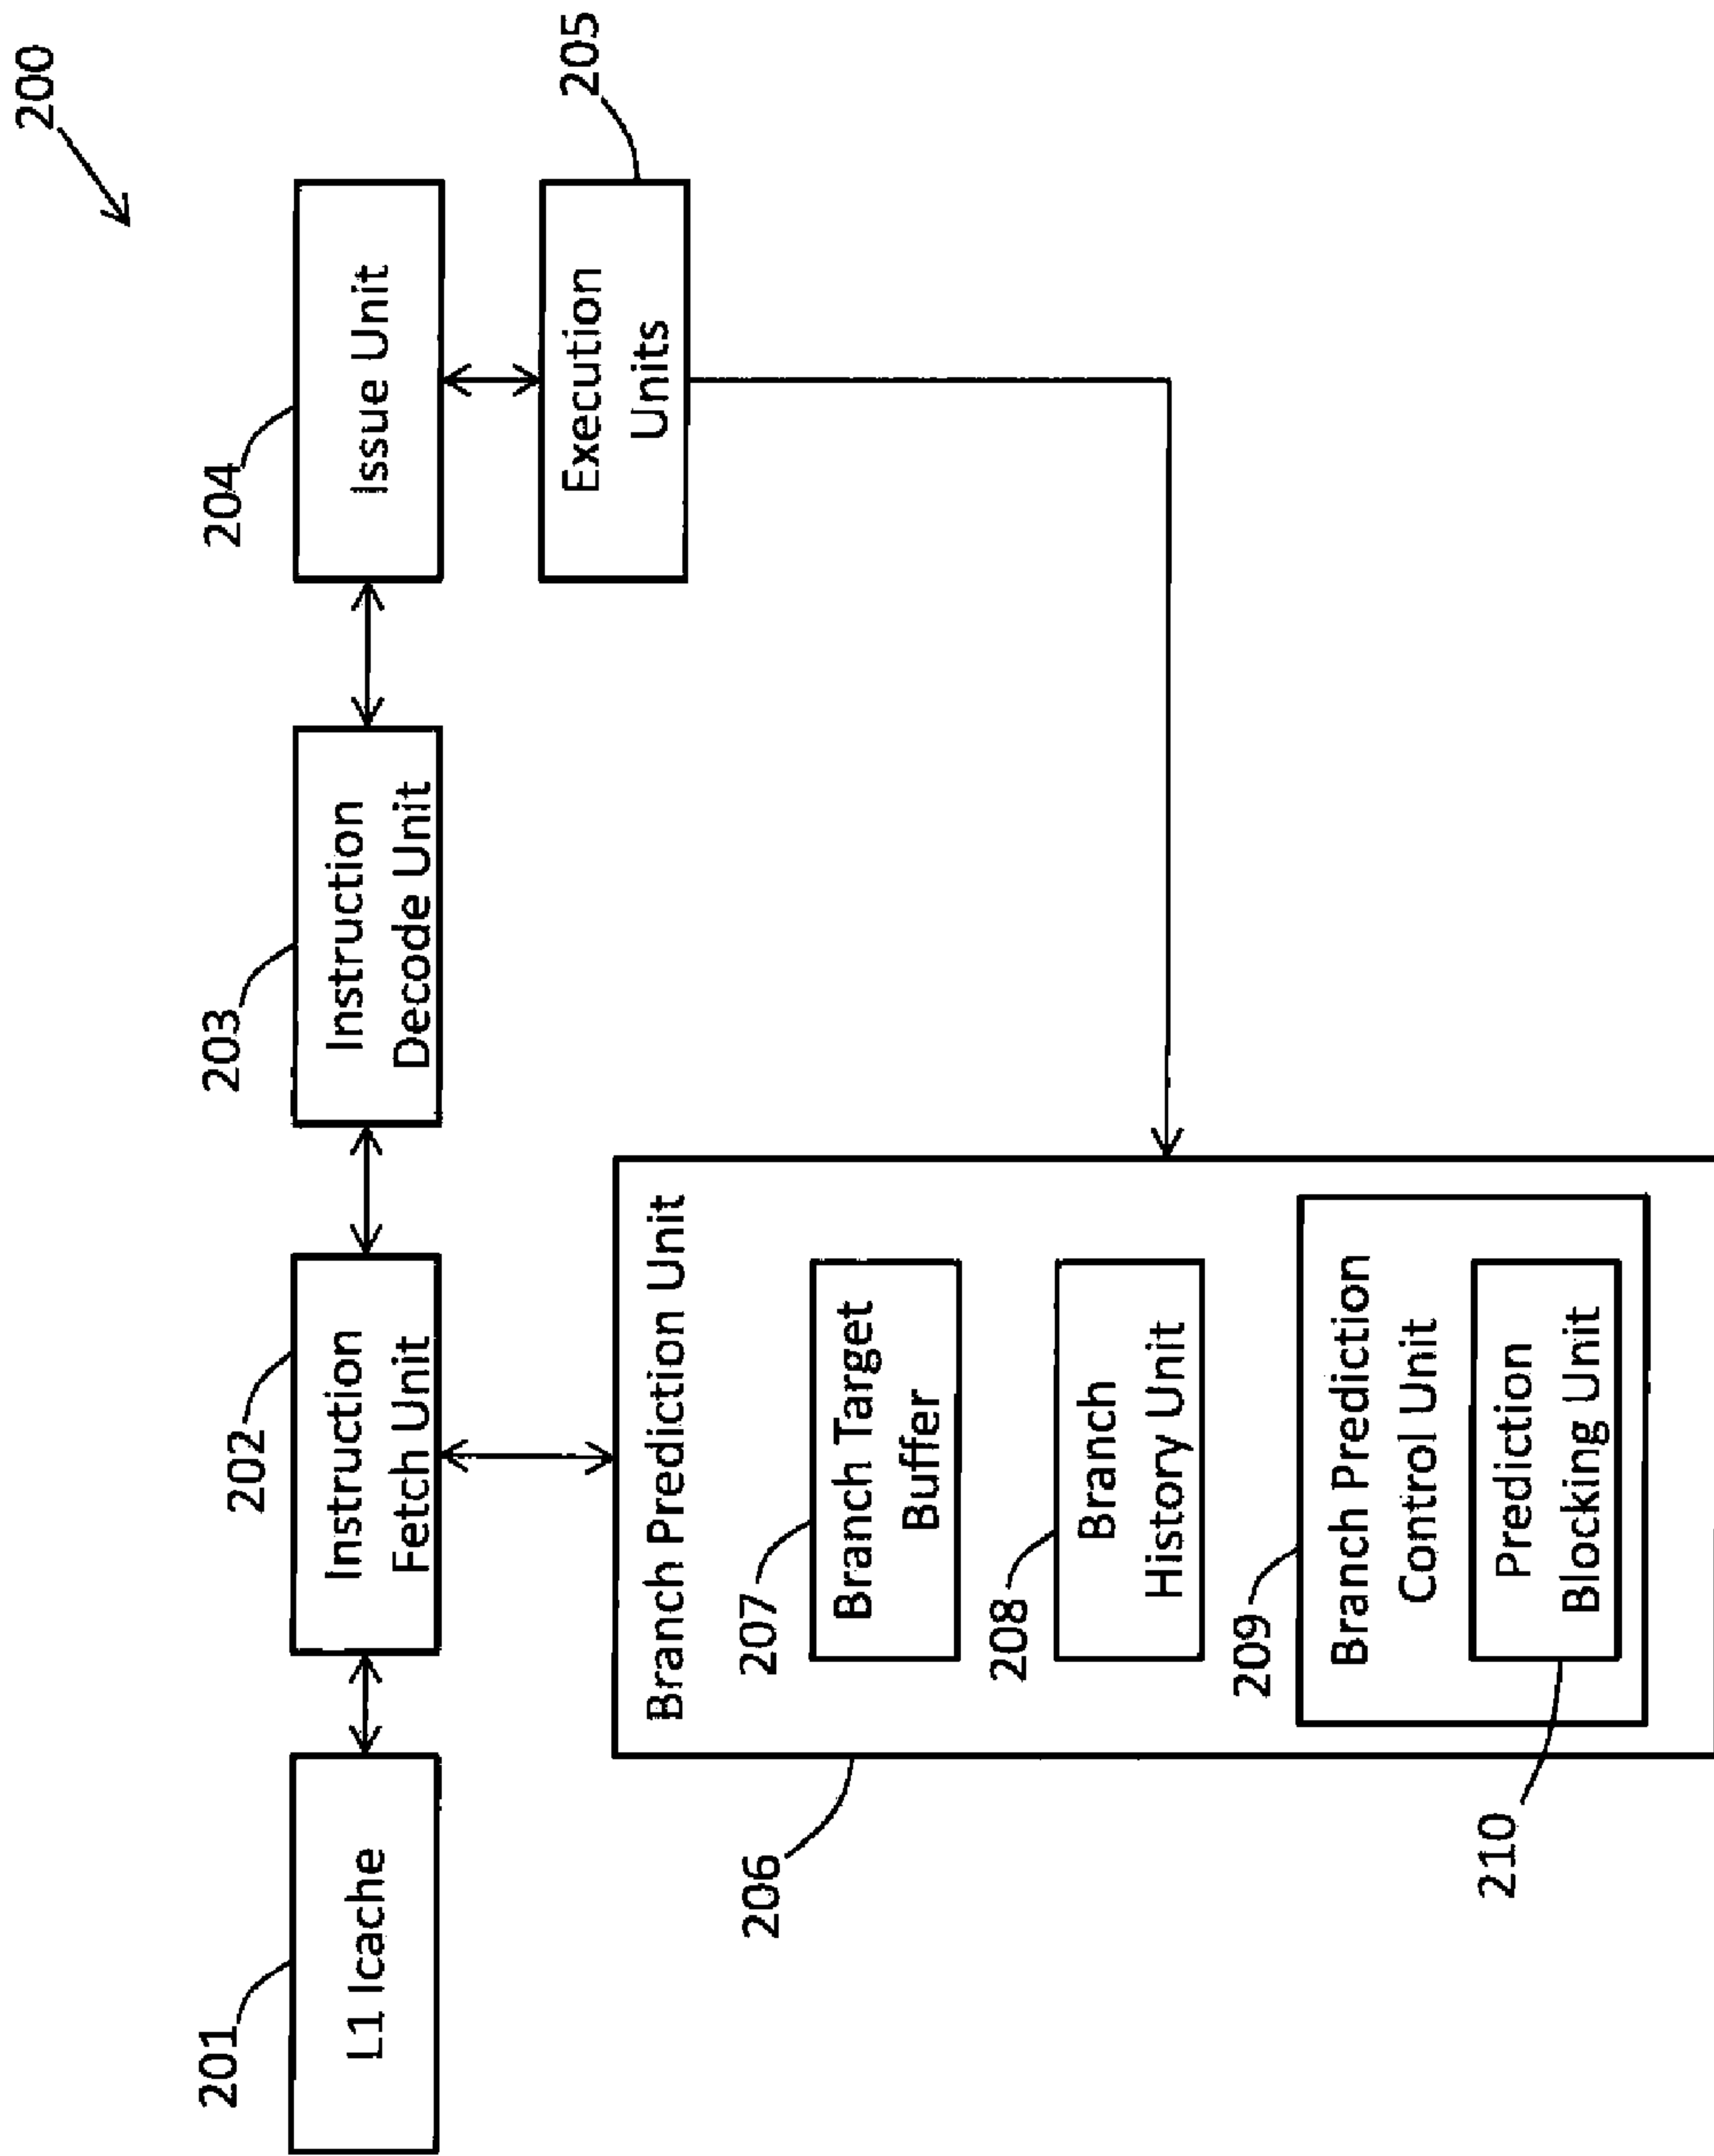 200
201
L1 Icache
202
Instruction
Fetch Unit
203
Instruction
Decode Unit
204
Issue Unit
205
Execution
Units
206
Branch Prediction Unit
207
Branch Target
Buffer
208
Branch
History Unit
209
Branch Prediction
Control Unit
210
Prediction
Blocking Unit